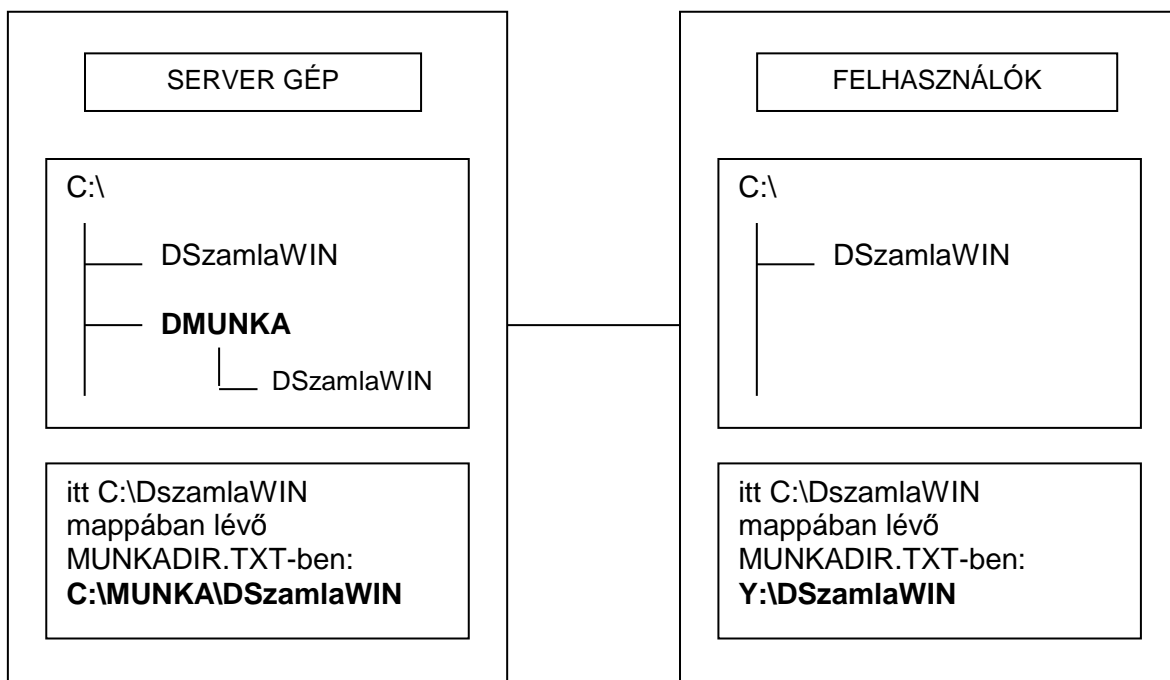 SERVER GÉP
C:\
DSzamlaWIN
DMUNKA
DSzamlaWIN
itt C:\DszamlaWIN
mappában lévő
MUNKADIR.TXT-ben:
C:\MUNKA\DSzamlaWIN
FELHASZNÁLÓK
C:\
DSzamlaWIN
itt C:\DszamlaWIN
mappában lévő
MUNKADIR.TXT-ben:
Y:\DSzamlaWIN